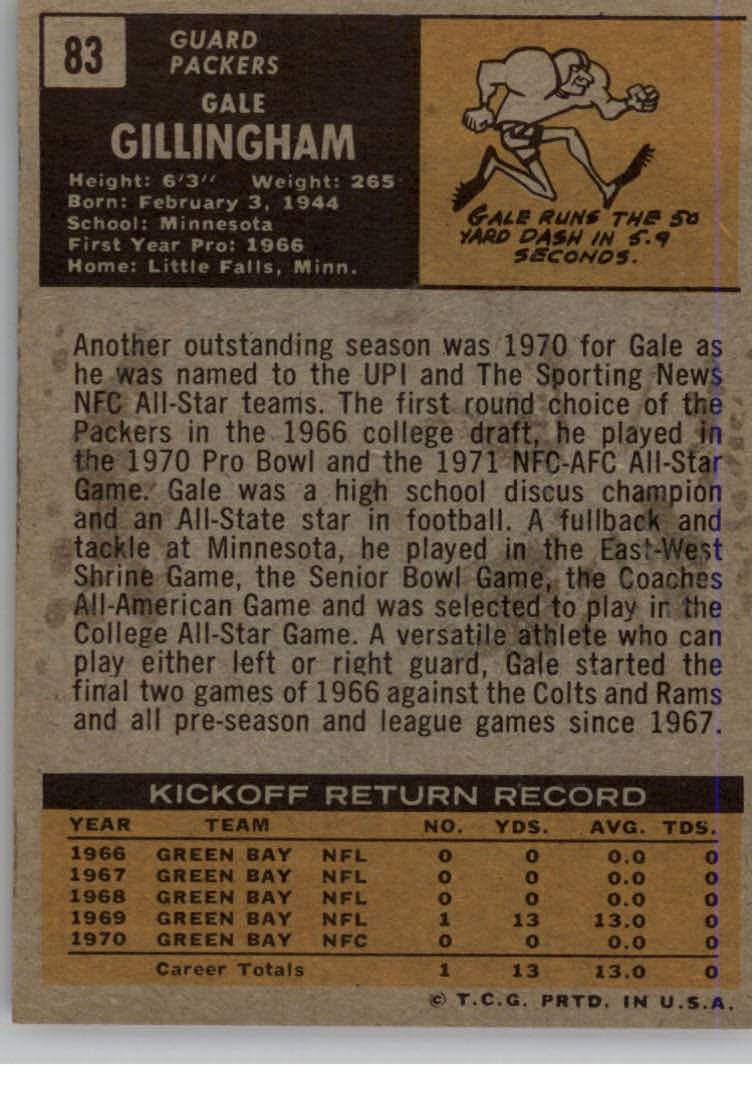 83
GUARD
PACKERS
GALE
GILLINGHAM
Height: 6'3" Weight: 265
Born: February 3, 1944
School: Minnesota
First Year Pro: 1966
Home: Little Falls, Minn.
GALE RUNS THE 50
YARD DASH IN 5.9
SECONDS.
Another outstanding season was 1970 for Gale as
he was named to the UPI and The Sporting News
NFC All-Star teams. The first round choice of the
Packers in the 1966 college draft, he played in
the 1970 Pro Bowl and the 1971 NFC-AFC All-Star
Game. Gale was a high school discus champion
and an All-State star in football. A fullback and
tackle at Minnesota, he played in the East-West
Shrine Game, the Senior Bowl Game, the Coaches
All-American Game and was selected to play in the
College All-Star Game. A versatile athlete who can
play either left or right guard, Gale started the
final two games of 1966 against the Colts and Rams
and all pre-season and league games since 1967.
KICKOFF RETURN RECORD
YEAR TEAM NO. YDS. AVG. TDS.
1966 GREEN BAY NFL 0 0 0.0 0
1967 GREEN BAY NFL 0 0 0.0 0
1968 GREEN BAY NFL 0 0 0.0 0
1969 GREEN BAY NFL 1 13 13.0 0
1970 GREEN BAY NFC 0 0 0.0 0
Career Totals 1 13 13.0 0
© T.C.G. PRTD. IN U.S.A.